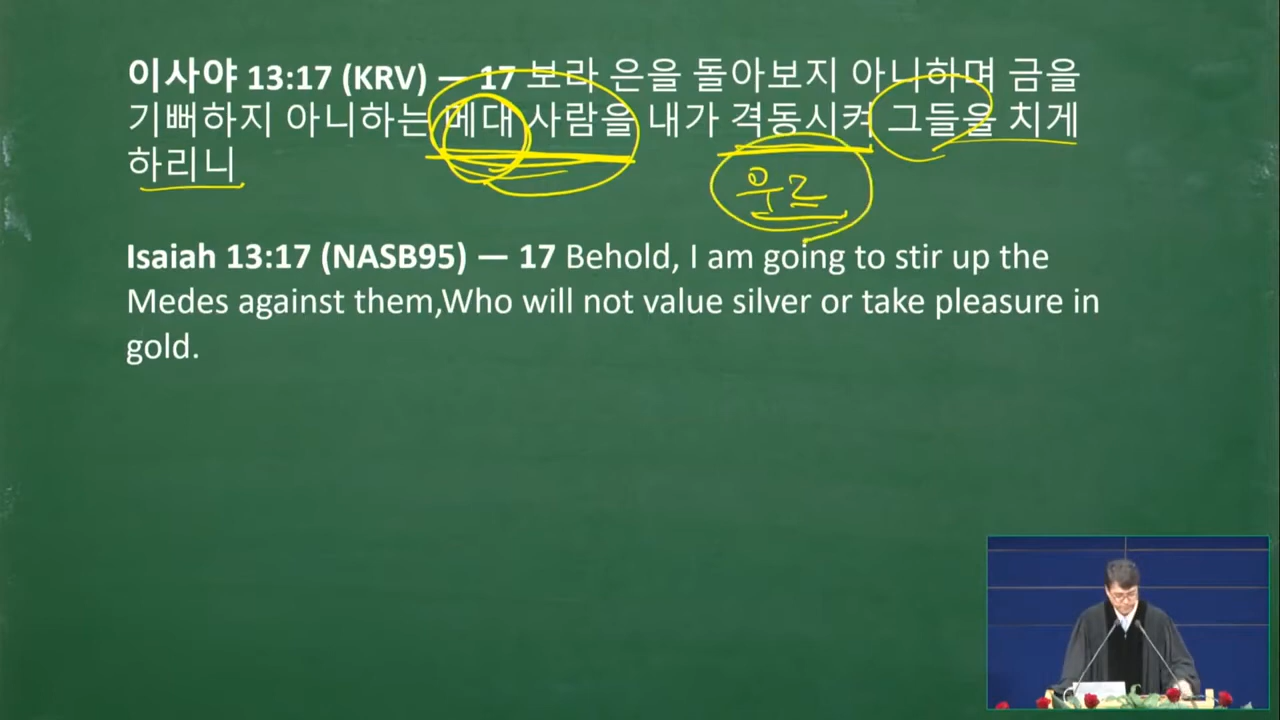 이사야 13:17 (KRV) — 17 보라 은을 돌아보지 아니하며 금을
기뻐하지 아니하는 메대 사람을 내가 격동시켜 그들을 치게
하리니
우르
Isaiah 13:17 (NASB95) — 17 Behold, I am going to stir up the
Medes against them,Who will not value silver or take pleasure in
gold.